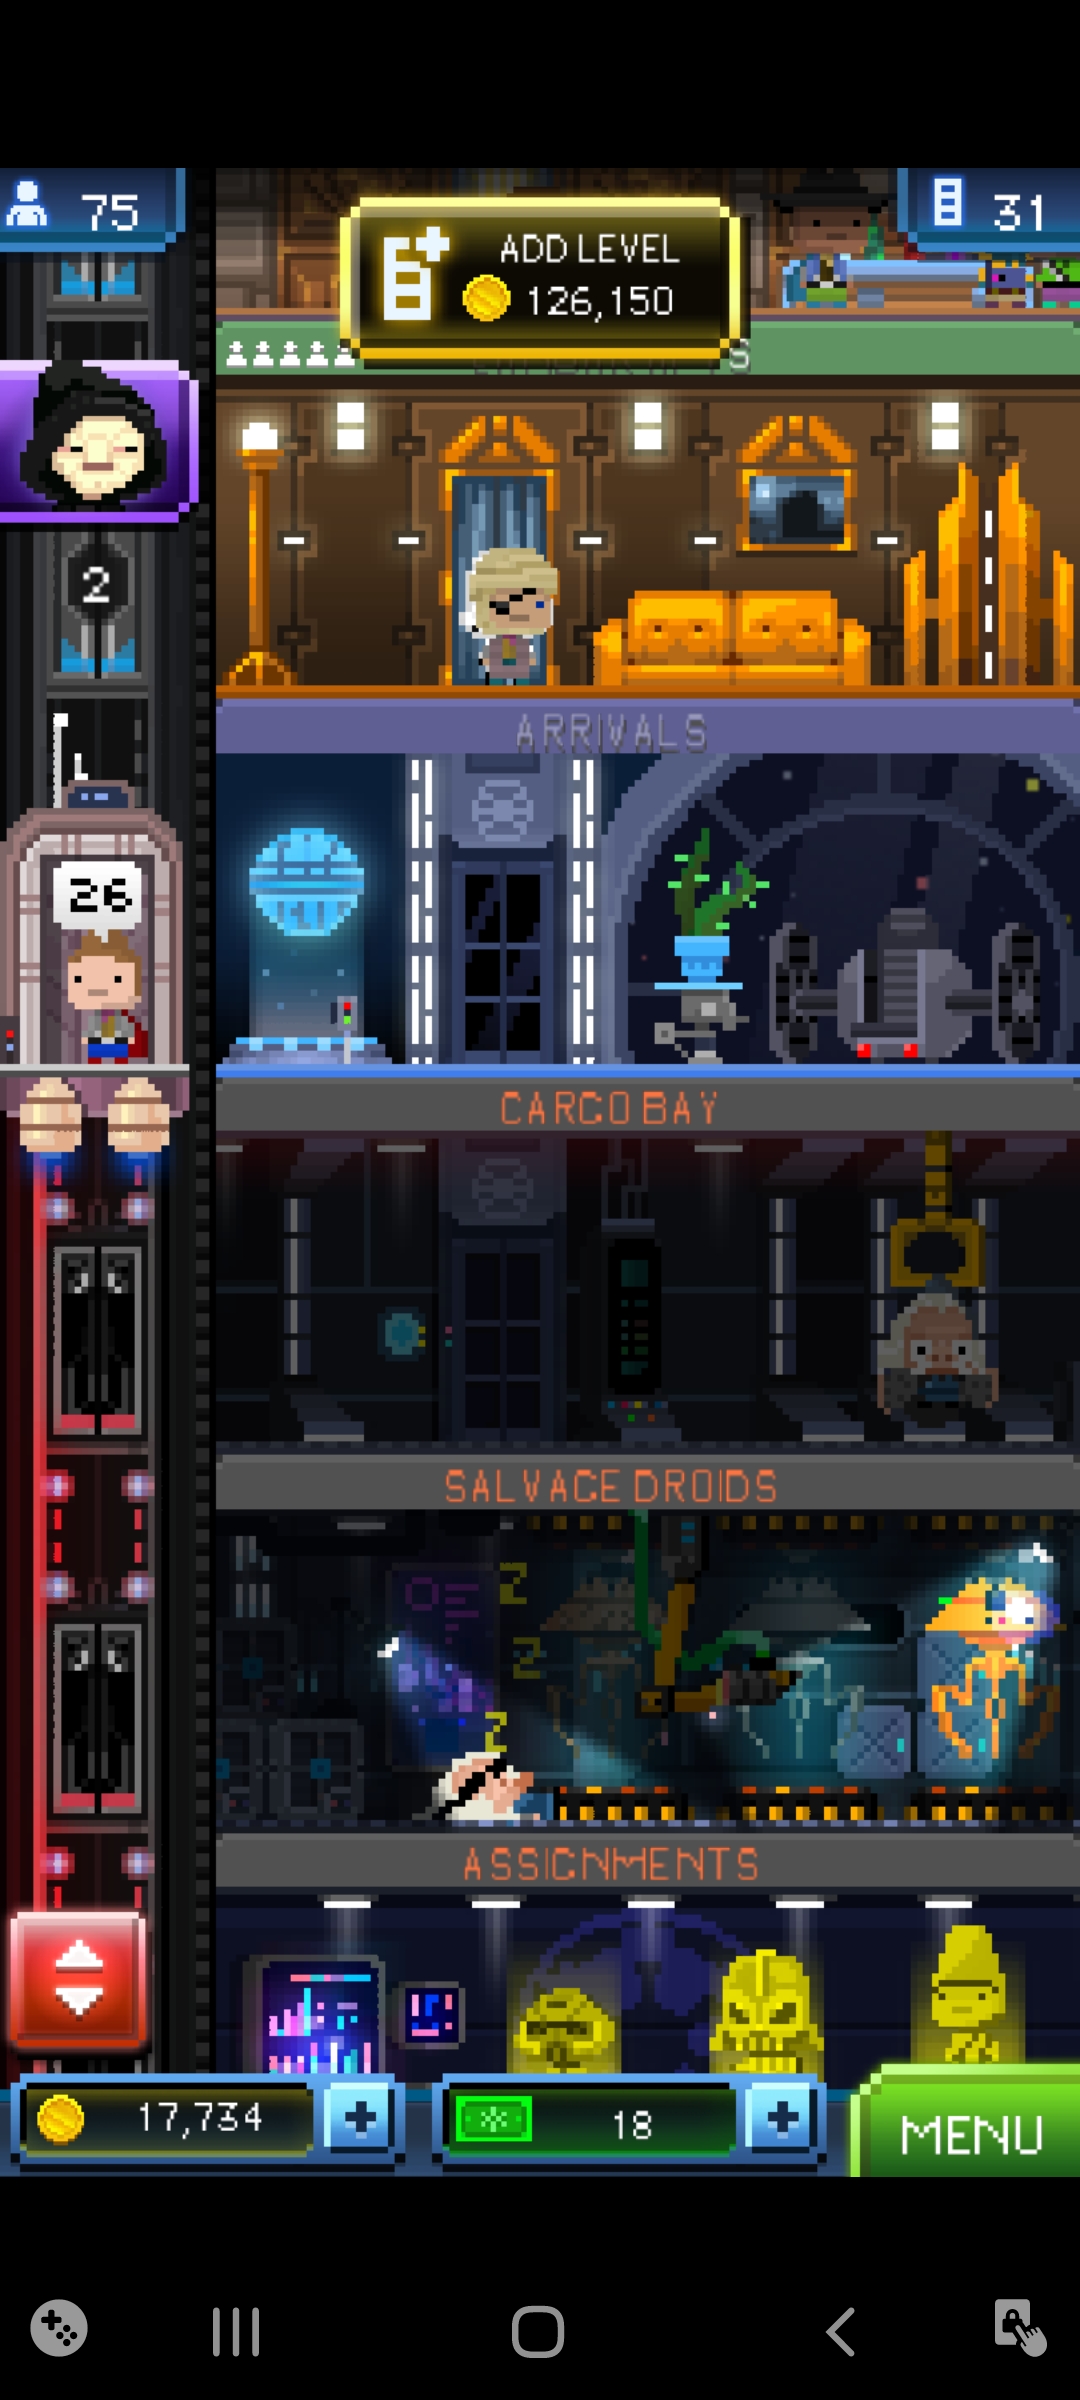 75
ADD LEVEL
126,150
31
S
2
ARRIVALS
26
CARGO BAY
SALVAGE DROIDS
Z
Z
Z
ASSIGNMENTS
17,734
18
MENU